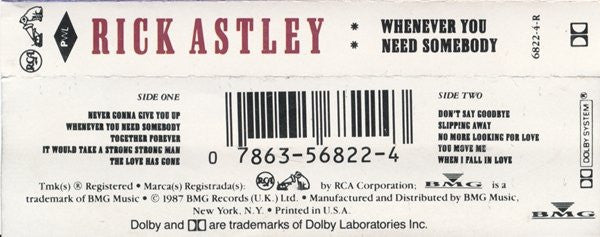 RCA PWL RICK ASTLEY : WHENEVER YOU
NEED SOMEBODY
6822-4-R
SIDE ONE
NEVER GONNA GIVE YOU UP
WHENEVER YOU NEED SOMEBODY
TOGETHER FOREVER
IT WOULD TAKE A STRONG STRONG MAN
THE LOVE HAS GONE
0 7863-56822-4
SIDE TWO
DON'T SAY GOODBYE
SLIPPING AWAY
NO MORE LOOKING FOR LOVE
YOU MOVE ME
WHEN I FALL IN LOVE
DOLBY SYSTEM®
Tmk(s) ® Registered • Marca(s) Registrada(s): RCA by RCA Corporation; BMG is a
trademark of BMG Music • © 1987 BMG Records (U.K.) Ltd. • Manufactured and Distributed by BMG Music,
New York, N.Y. • Printed in U.S.A.
BMG
Dolby and are trademarks of Dolby Laboratories Inc.